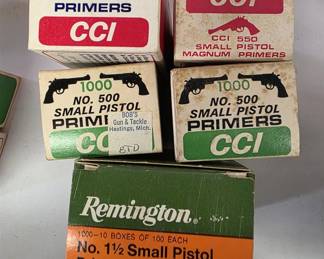 PRIMERS
CCI
CCI
CCI 550
SMALL PISTOL
MAGNUM PRIMERS
1000
NO. 500
SMALL PISTOL
PRIMERS
CCI
BOB'S
Gun & Tackle
Hastings, Mich.
ETD
1000
NO. 500
SMALL PISTOL
PRIMERS
CCI
Remington
1000-10 BOXES OF 100 EACH
No. 1½ Small Pistol